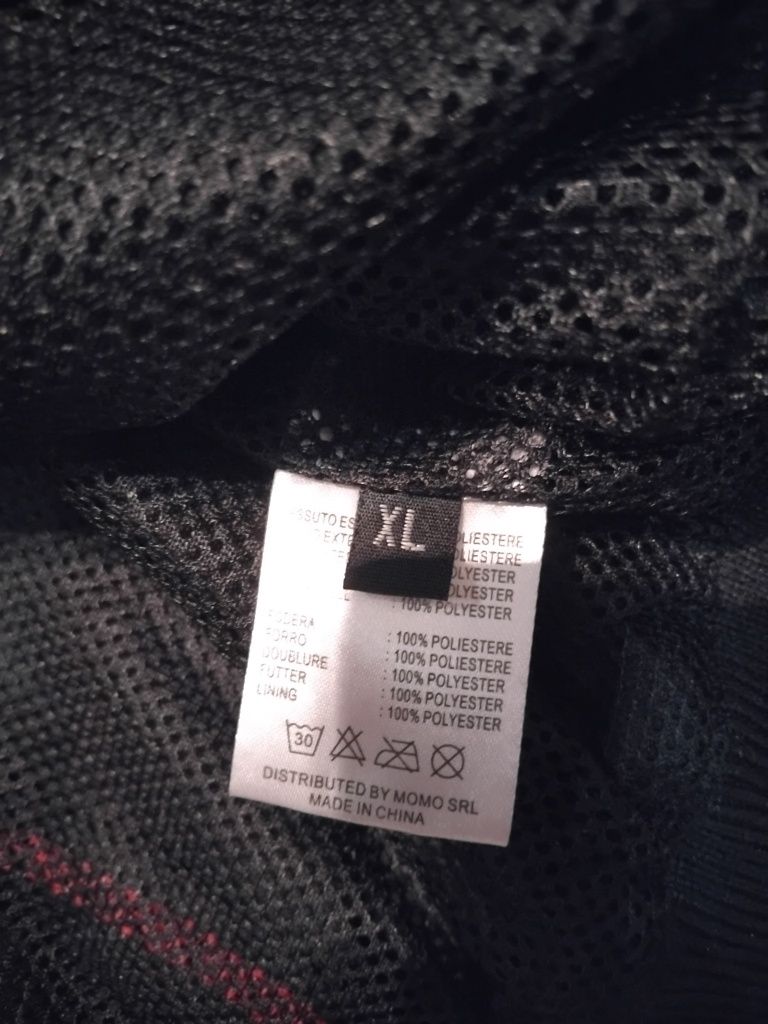 XL
POLIESTERE
POLIESTERE
POLYESTER
POLYESTER
: 100% POLYESTER
FODERA
FORRO : 100% POLIESTERE
DOUBLURE : 100% POLIESTERE
FUTTER : 100% POLYESTER
LINING : 100% POLYESTER
: 100% POLYESTER
30
DISTRIBUTED BY MOMO SRL
MADE IN CHINA